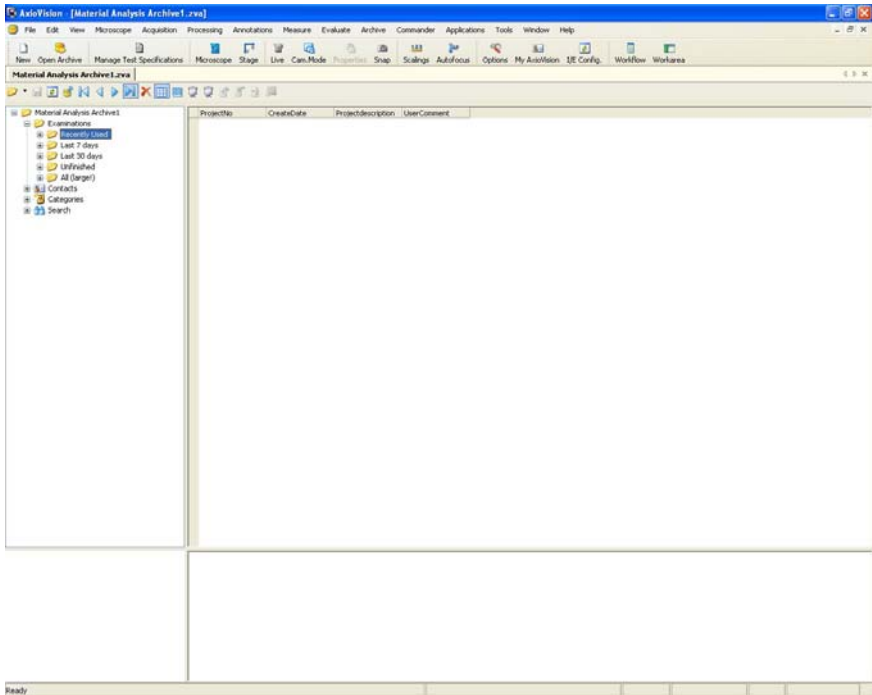 AxioVision - [Material Analysis Archive1.zva]
File Edit View Microscope Acquisition Processing Annotations Measure Evaluate Archive Commander Applications Tools Window Help
New Open Archive Manage Test Specifications Microscope Stage Live Cam.Mode Properties Snap Scalings Autofocus Options My AxioVision I/E Config. Workflow Workarea
Material Analysis Archive1.zva
Material Analysis Archive1 ProjectNo CreateDate Projectdescription UserComment
Examinations
Recently Used
Last 7 days
Last 30 days
Unfinished
All (larger)
Contacts
Categories
Search
Ready